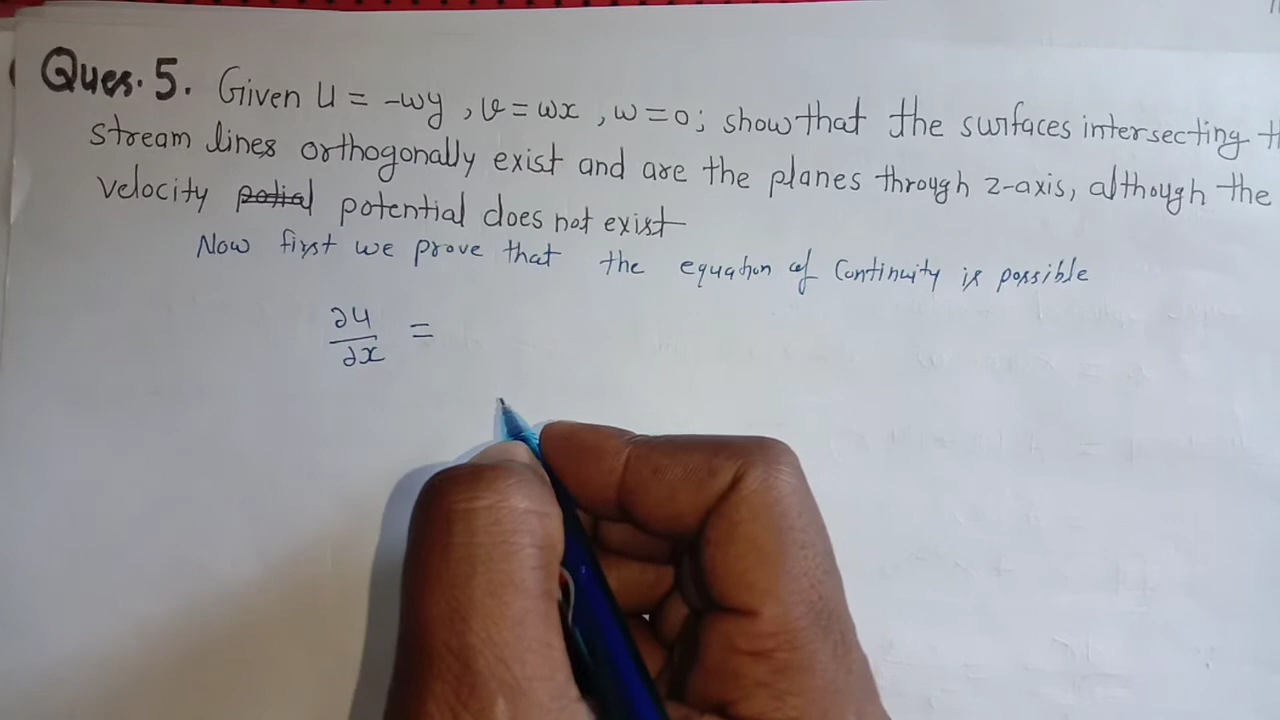 Ques. 5. Given u = -wy, v = wx, w = 0; show that the surfaces intersecting
stream lines orthogonally exist and are the planes through z-axis, although the
velocity potential does not exist
Now first we prove that the equation of Continuity is possible
∂u/∂x =